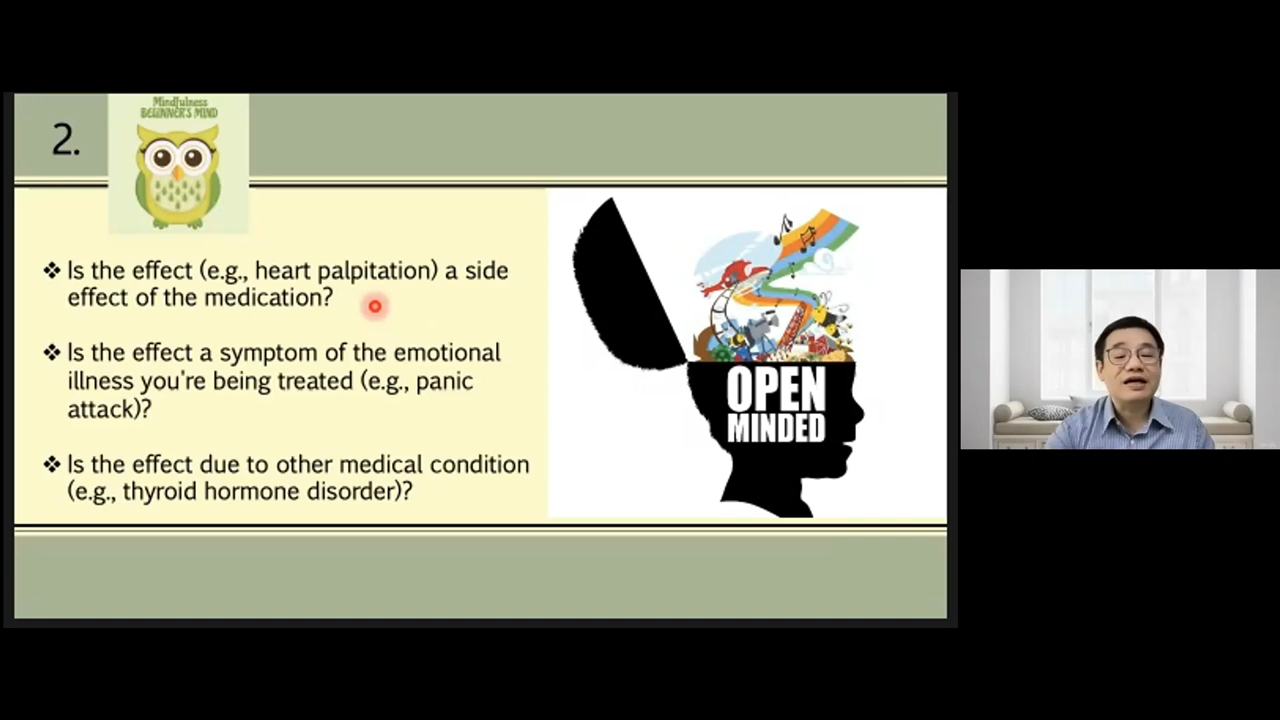 2.
Mindfulness
BEGINNER'S MIND
❖ Is the effect (e.g., heart palpitation) a side
effect of the medication?
❖ Is the effect a symptom of the emotional
illness you're being treated (e.g., panic
attack)?
❖ Is the effect due to other medical condition
(e.g., thyroid hormone disorder)?
OPEN
MINDED